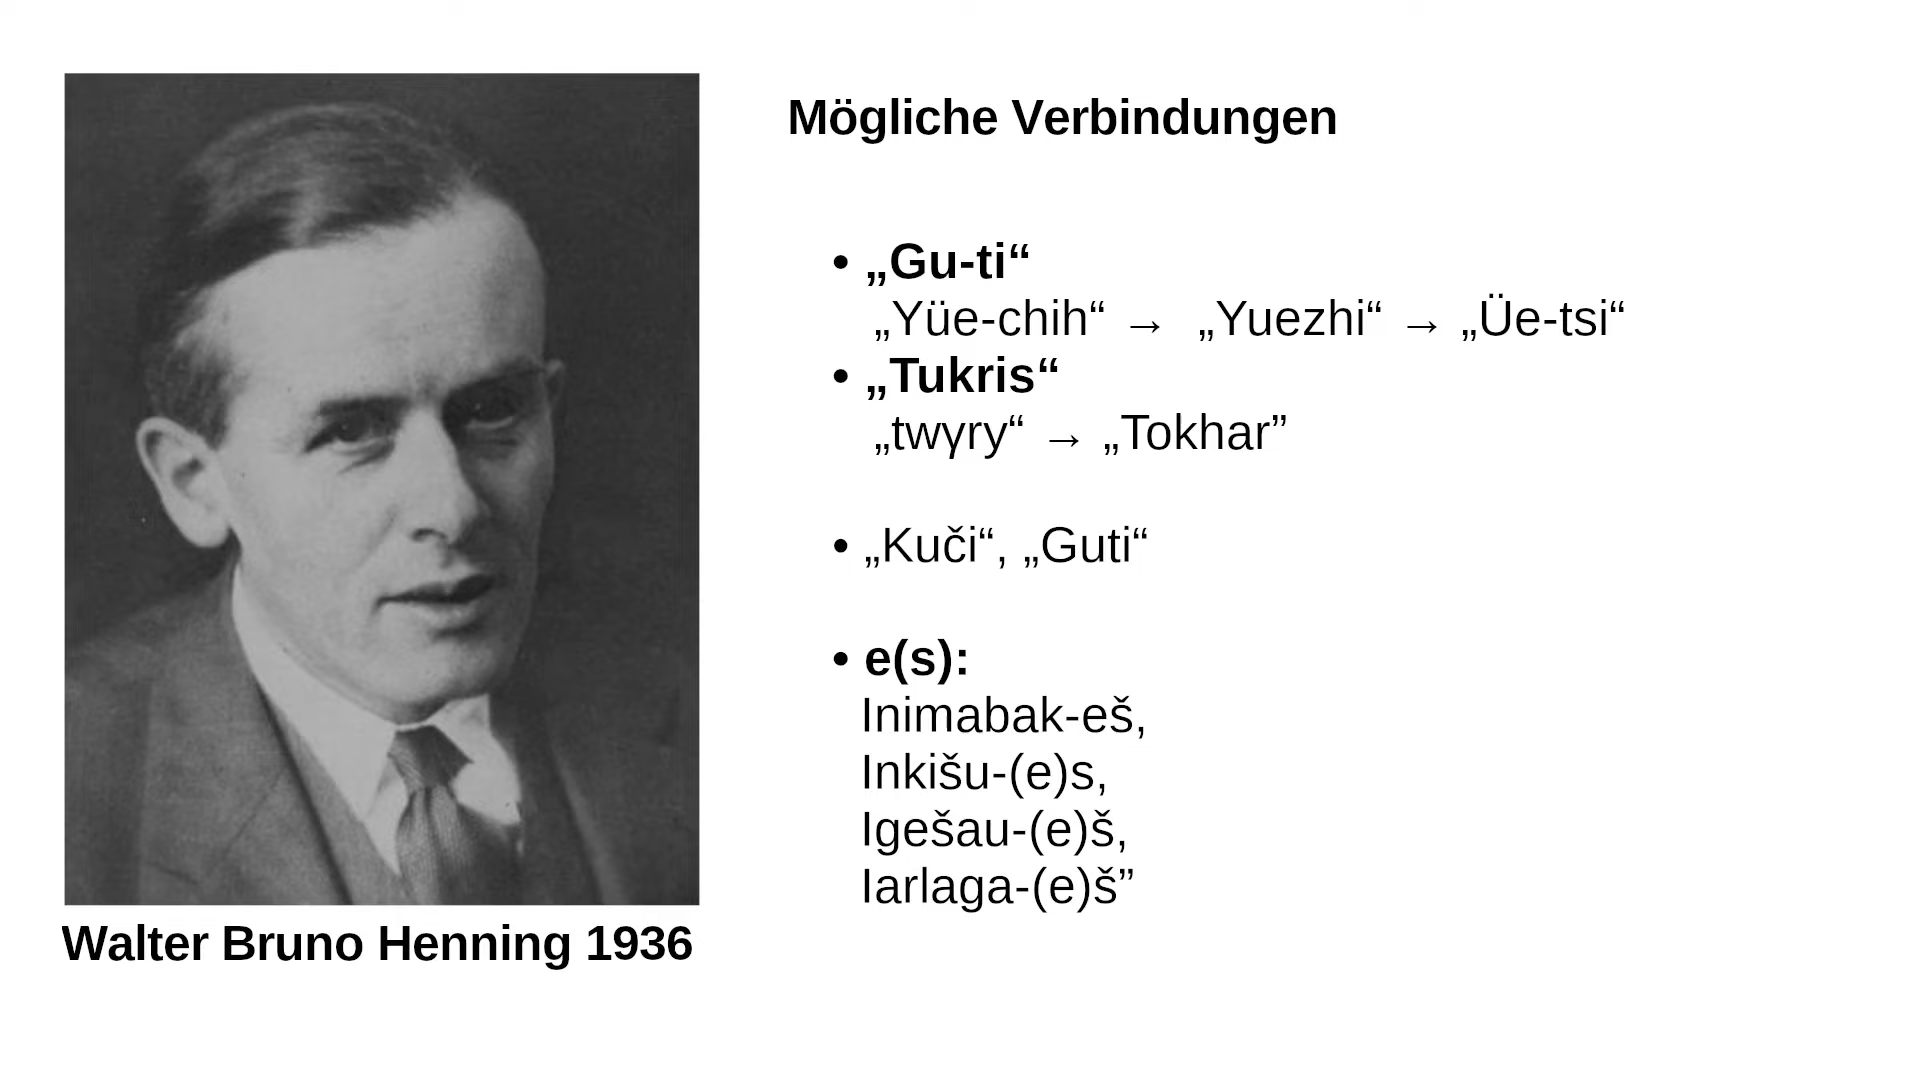 Mögliche Verbindungen
• „Gu-ti“
„Yüe-chih“ → „Yuezhi“ → „Üe-tsi“
• „Tukris“
„twγry“ → „Tokhar”
• „Kuči“, „Guti“
• e(s):
Inimabak-eš,
Inkišu-(e)s,
Igešau-(e)š,
Iarlaga-(e)š”
Walter Bruno Henning 1936